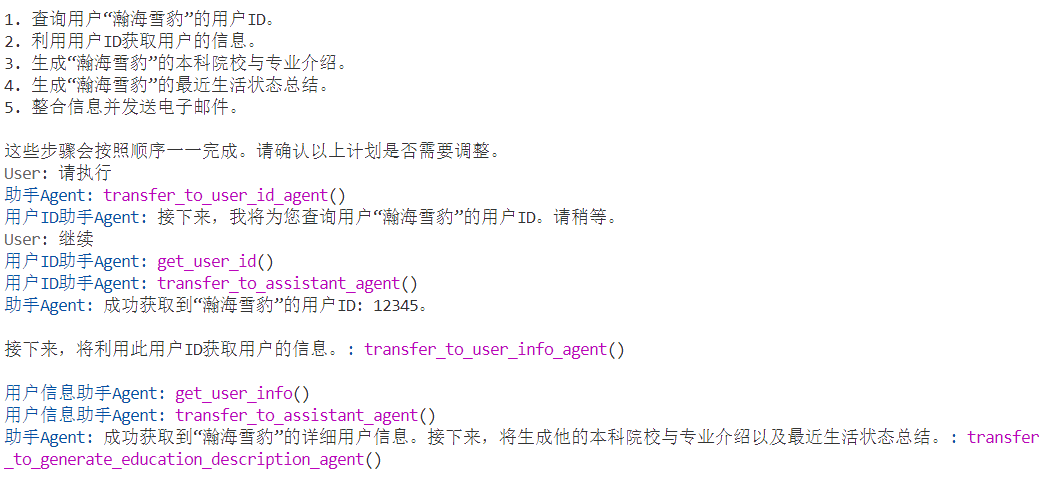 1. 查询用户“瀚海雪豹”的用户ID。
2. 利用用户ID获取用户的信息。
3. 生成“瀚海雪豹”的本科院校与专业介绍。
4. 生成“瀚海雪豹”的最近生活状态总结。
5. 整合信息并发送电子邮件。
这些步骤会按照顺序一一完成。请确认以上计划是否需要调整。
User: 请执行
助手Agent: transfer_to_user_id_agent()
用户ID助手Agent: 接下来，我将为您查询用户“瀚海雪豹”的用户ID。请稍等。
User: 继续
用户ID助手Agent: get_user_id()
用户ID助手Agent: transfer_to_assistant_agent()
助手Agent: 成功获取到“瀚海雪豹”的用户ID: 12345。
接下来，将利用此用户ID获取用户的信息。: transfer_to_user_info_agent()
用户信息助手Agent: get_user_info()
用户信息助手Agent: transfer_to_assistant_agent()
助手Agent: 成功获取到“瀚海雪豹”的详细用户信息。接下来，将生成他的本科院校与专业介绍以及最近生活状态总结。: transfer
_to_generate_education_description_agent()